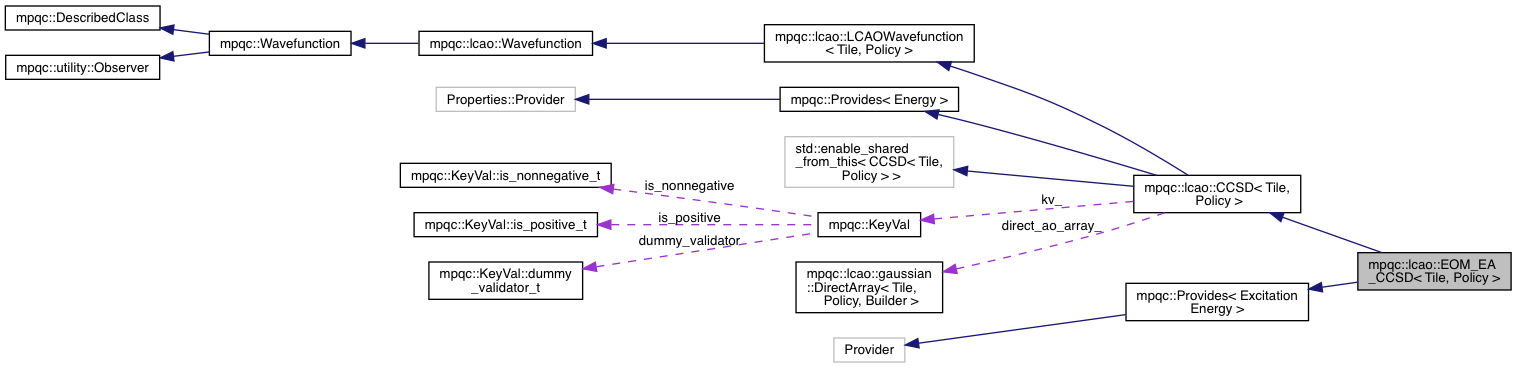 mpqc::DescribedClass
mpqc::utility::Observer
mpqc::Wavefunction
mpqc::lcao::Wavefunction
mpqc::lcao::LCAOWavefunction
< Tile, Policy >
Properties::Provider
mpqc::Provides< Energy >
std::enable_shared
_from_this< CCSD< Tile,
Policy > >
mpqc::KeyVal::is_nonnegative_t
is_nonnegative
mpqc::KeyVal::is_positive_t
is_positive
mpqc::KeyVal::dummy
_validator_t
dummy_validator
mpqc::KeyVal
kv_
direct_ao_array_
mpqc::lcao::gaussian
::DirectArray< Tile,
Policy, Builder >
mpqc::lcao::CCSD< Tile,
Policy >
mpqc::lcao::EOM_EA
_CCSD< Tile, Policy >
mpqc::Provides< Excitation
Energy >
Provider